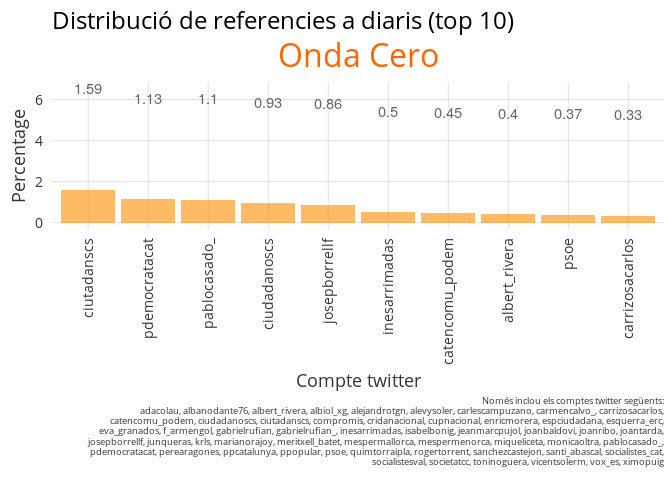 Distribució de referencies a diaris (top 10)
Onda Cero
Percentage
6
4
2
0
1.59
1.13
1.1
0.93
0.86
0.5
0.45
0.4
0.37
0.33
ciutadanscs
pdemocratacat
pablocasado_
ciudadanoscs
josepborrellf
inesarrimadas
catencomu_podem
albert_rivera
psoe
carrizosacarlos
Compte twitter
Només inclou els comptes twitter següents:
adacolau, albanodante76, albert_rivera, albiol_xg, alejandrotgn, alevysoler, carlescampuzano, carmencalvo_, carrizosacarlos,
catencomu_podem, ciudadanoscs, ciutadanscs, compromis, cridanacional, cupnacional, enricmorera, espciudadana, esquerra_erc,
eva_granados, f_armengol, gabrielrufian, gabrielrufian_, inesarrimadas, isabelbonig, jeanmarcpujol, joanbaldovi, joanribo, joantarda,
josepborrellf, junqueras, krls, marianorajoy, meritxell_batet, mespermallorca, mespermenorca, miqueliceta, monicaoltra, pablocasado_,
pdemocratacat, perearagones, ppcatalunya, ppopular, psoe, quimtorraipla, rogertorrent, sanchezcastejon, santi_abascal, socialistes_cat,
socialistesval, societatcc, toninoguera, vicentsolerm, vox_es, ximopuig